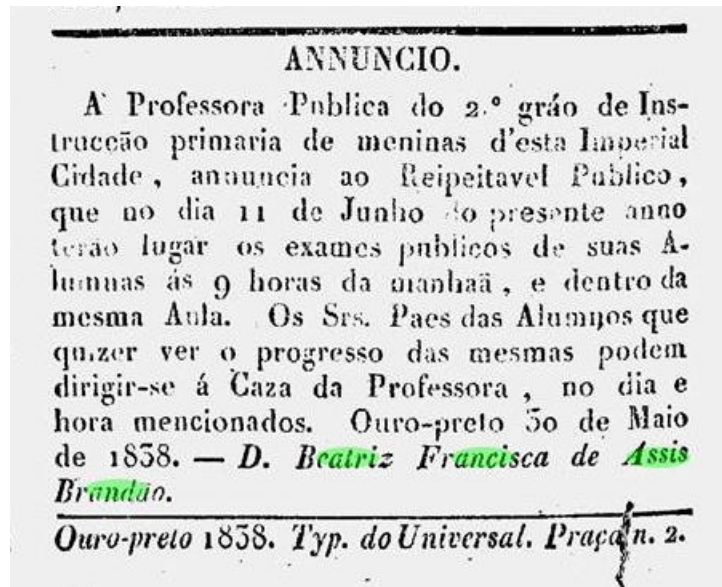 ANNUNCIO.
A' Professora Publica do 2.º gráo de Ins-
trucção primaria de meninas d'esta Imperial
Cidade, annuncia ao Reipeitavel Publico,
que no dia 11 de Junho do presente anno
terão lugar os exames publicos de suas A-
lumnas ás 9 horas da manhaã, e dentro da
mesma Aula. Os Srs. Paes das Alumnos que
quizer ver o progresso das mesmas podem
dirigir-se á Caza da Professora, no dia e
hora mencionados. Ouro-preto 30 de Maio
de 1838. — D. Beatriz Francisca de Assis
Brandão.
Ouro-preto 1838. Typ. do Universal. Praça n. 2.